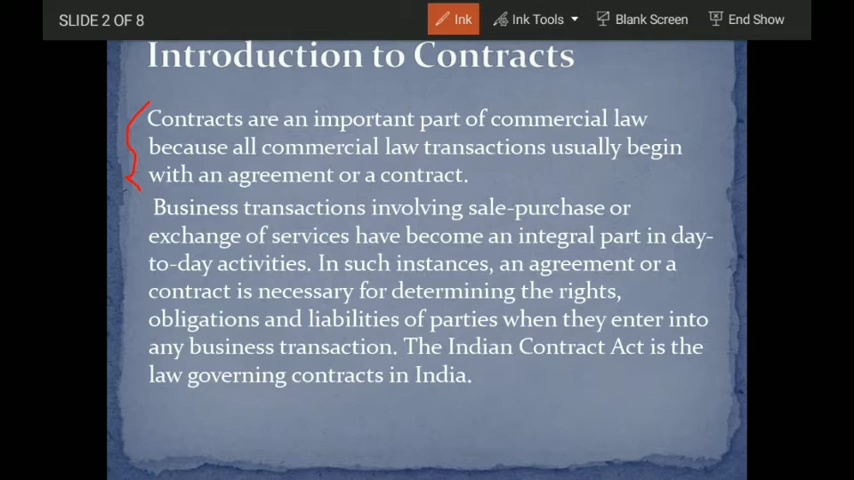 SLIDE 2 OF 8
Ink
Ink Tools
Blank Screen
End Show
Introduction to Contracts
Contracts are an important part of commercial law
because all commercial law transactions usually begin
with an agreement or a contract.
Business transactions involving sale-purchase or
exchange of services have become an integral part in day-
to-day activities. In such instances, an agreement or a
contract is necessary for determining the rights,
obligations and liabilities of parties when they enter into
any business transaction. The Indian Contract Act is the
law governing contracts in India.